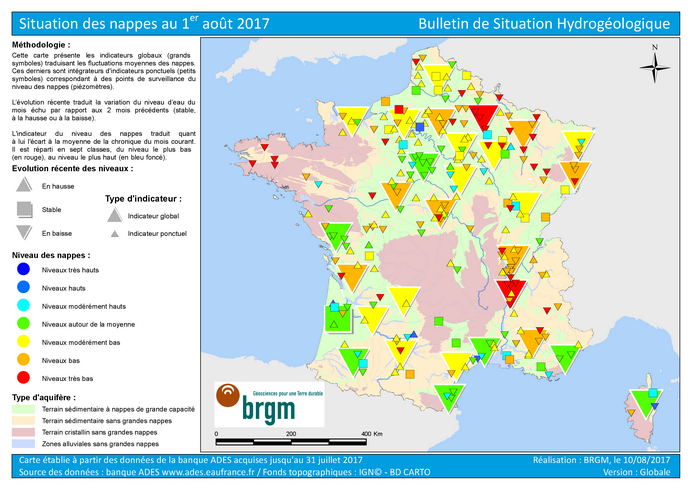 Situation des nappes au 1er août 2017
Bulletin de Situation Hydrogéologique
Méthodologie :
Cette carte présente les indicateurs globaux (grands
symboles) traduisant les fluctuations moyennes des nappes.
Ces derniers sont intégrateurs d'indicateurs ponctuels (petits
symboles) correspondant à des points de surveillance du
niveau des nappes (piézomètres).
L'évolution récente traduit la variation du niveau d'eau du
mois échu par rapport aux 2 mois précédents (stable,
à la hausse ou à la baisse).
L'indicateur du niveau des nappes traduit quant
à lui l'écart à la moyenne de la chronique du mois courant.
Il est réparti en sept classes, du niveau le plus bas
(en rouge), au niveau le plus haut (en bleu foncé).
Evolution récente des niveaux :
En hausse
Stable
En baisse
Type d'indicateur :
Indicateur global
Indicateur ponctuel
Niveau des nappes :
Niveaux très hauts
Niveaux hauts
Niveaux modérément hauts
Niveaux autour de la moyenne
Niveaux modérément bas
Niveaux bas
Niveaux très bas
Type d'aquifère :
Terrain sédimentaire à nappes de grande capacité
Terrain sédimentaire sans grandes nappes
Terrain cristallin sans grandes nappes
Zones alluviales sans grandes nappes
N
Géosciences pour une Terre durable
brgm
0 100 200 400 Km
Carte établie à partir des données de la banque ADES acquises jusqu'au 31 juillet 2017
Source des données : banque ADES www.ades.eaufrance.fr / Fonds topographiques : IGN© - BD CARTO
Réalisation : BRGM, le 10/08/2017
Version : Globale